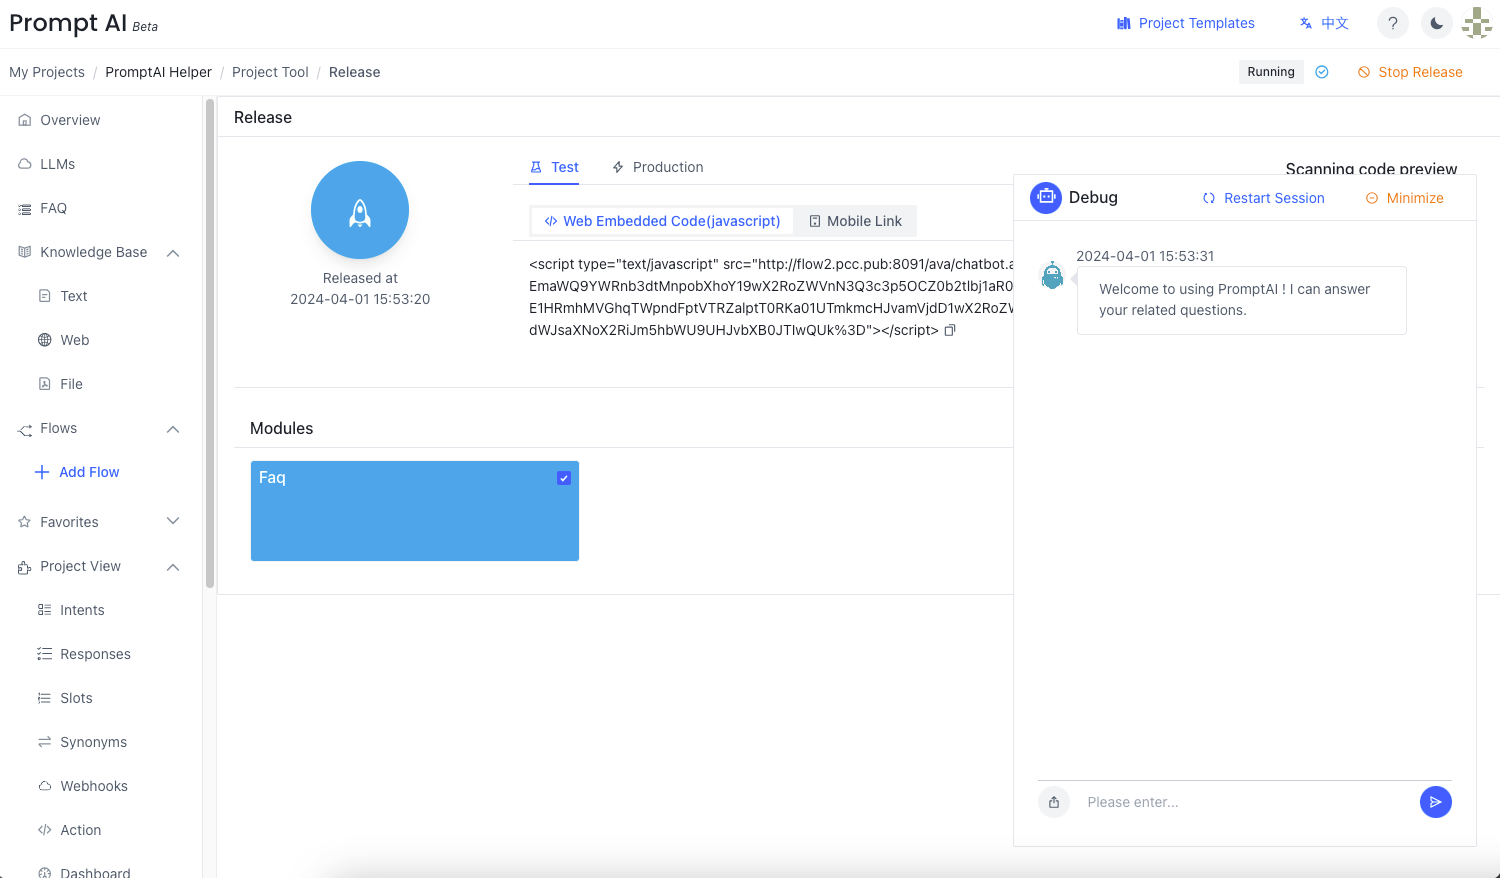 Prompt AI Beta
Project Templates
中文
?
My Projects / PromptAI Helper / Project Tool / Release
Running
Stop Release
Overview
LLMs
FAQ
Knowledge Base
Text
Web
File
Flows
Add Flow
Favorites
Project View
Intents
Responses
Slots
Synonyms
Webhooks
Action
Dashboard
Release
Released at
2024-04-01 15:53:20
Test
Production
Scanning code preview
Web Embedded Code(javascript)
Mobile Link
<script type="text/javascript" src="http://flow2.pcc.pub:8091/ava/chatbot.a
EmaWQ9YWRnb3dtMnpobXhoY19wX2RoZWVnN3Q3c3p5OCZ0b2tlbj1aR0
E1HRmhMVGhqTWpndFptVTRZalptT0RKa01UTmkmcHJvamVjdD1wX2RoZW
dWJsaXNoX2RiJm5hbWU9UHJvbXB0JTIwQUk%3D"></script>
Modules
Faq
Debug
Restart Session
Minimize
2024-04-01 15:53:31
Welcome to using PromptAI ! I can answer
your related questions.
Please enter...